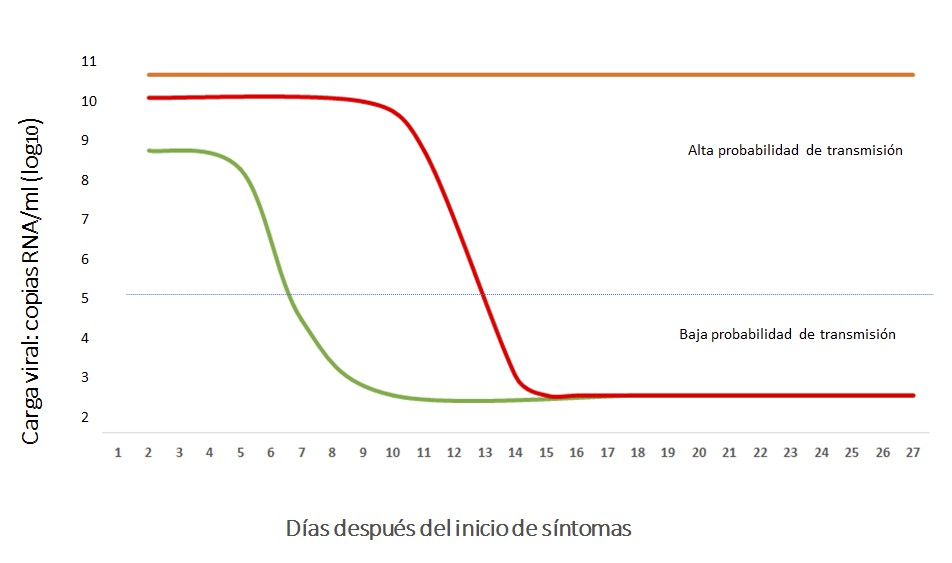 11
10
9
8
7
6
5
4
3
2
Carga viral: copias RNA/ml (log10)
Alta probabilidad de transmisión
Baja probabilidad de transmisión
1 2 3 4 5 6 7 8 9 10 11 12 13 14 15 16 17 18 19 20 21 22 23 24 25 26 27
Días después del inicio de síntomas